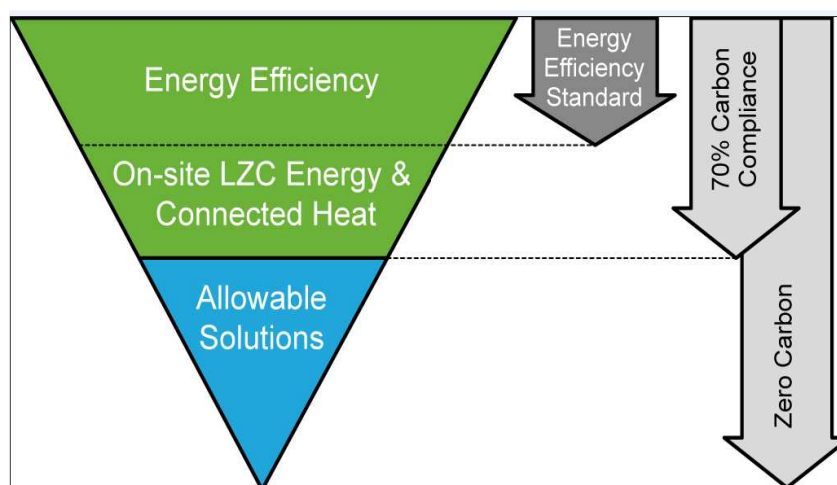 Energy Efficiency
On-site LZC Energy &
Connected Heat
Allowable
Solutions
Energy
Efficiency
Standard
70% Carbon
Compliance
Zero Carbon